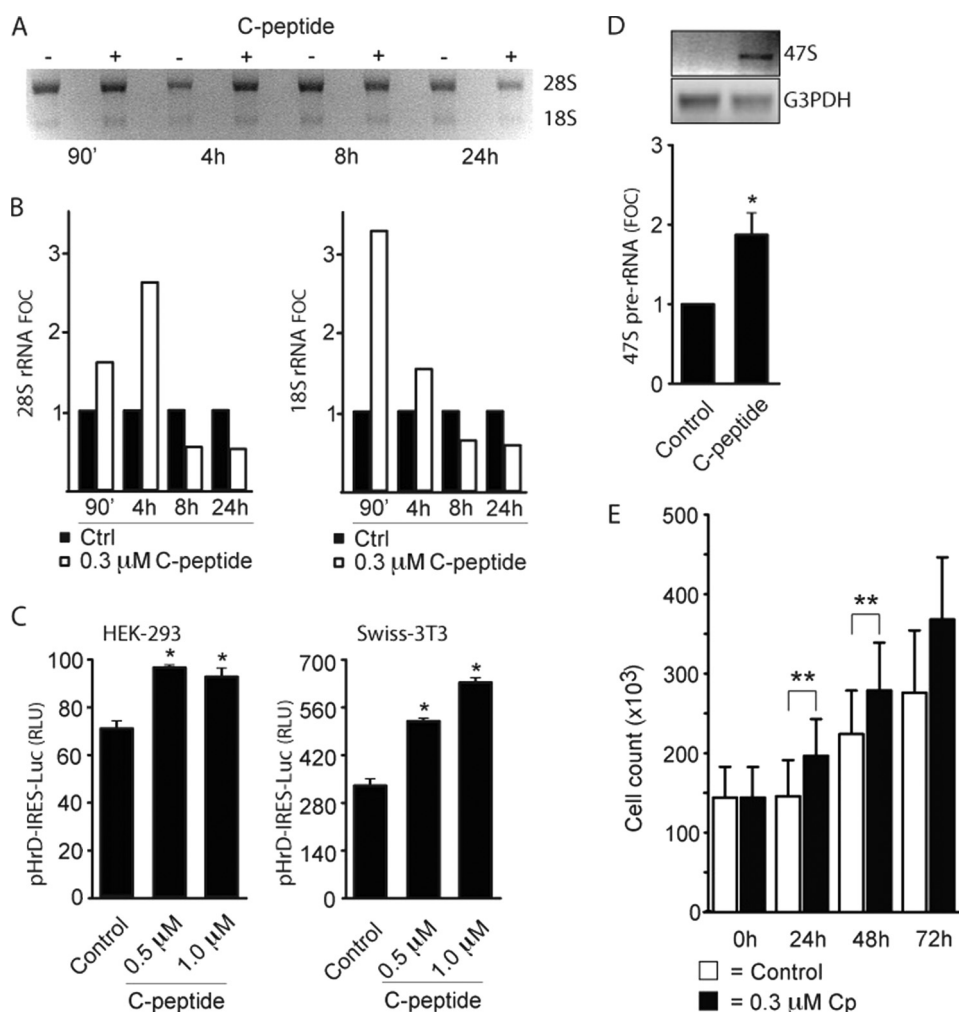 A
C-peptide
- + - + - + - +
28S
18S
90' 4h 8h 24h
B
28S rRNA FOC
3
2
1
90' 4h 8h 24h
■ Ctrl
□ 0.3 μM C-peptide
18S rRNA FOC
3
2
1
90' 4h 8h 24h
■ Ctrl
□ 0.3 μM C-peptide
C
HEK-293
pHrD-IRES-Luc (RLU)
100
80
60
40
20
0
* *
Control
0.5 μM
1.0 μM
C-peptide
Swiss-3T3
pHrD-IRES-Luc (RLU)
700
560
420
280
140
0
* *
Control
0.5 μM
1.0 μM
C-peptide
D
47S
G3PDH
47S pre-rRNA (FOC)
3
2
1
0
*
Control
C-peptide
E
Cell count (x10³)
500
400
300
200
100
0
** **
0h 24h 48h 72h
□ = Control
■ = 0.3 μM Cp